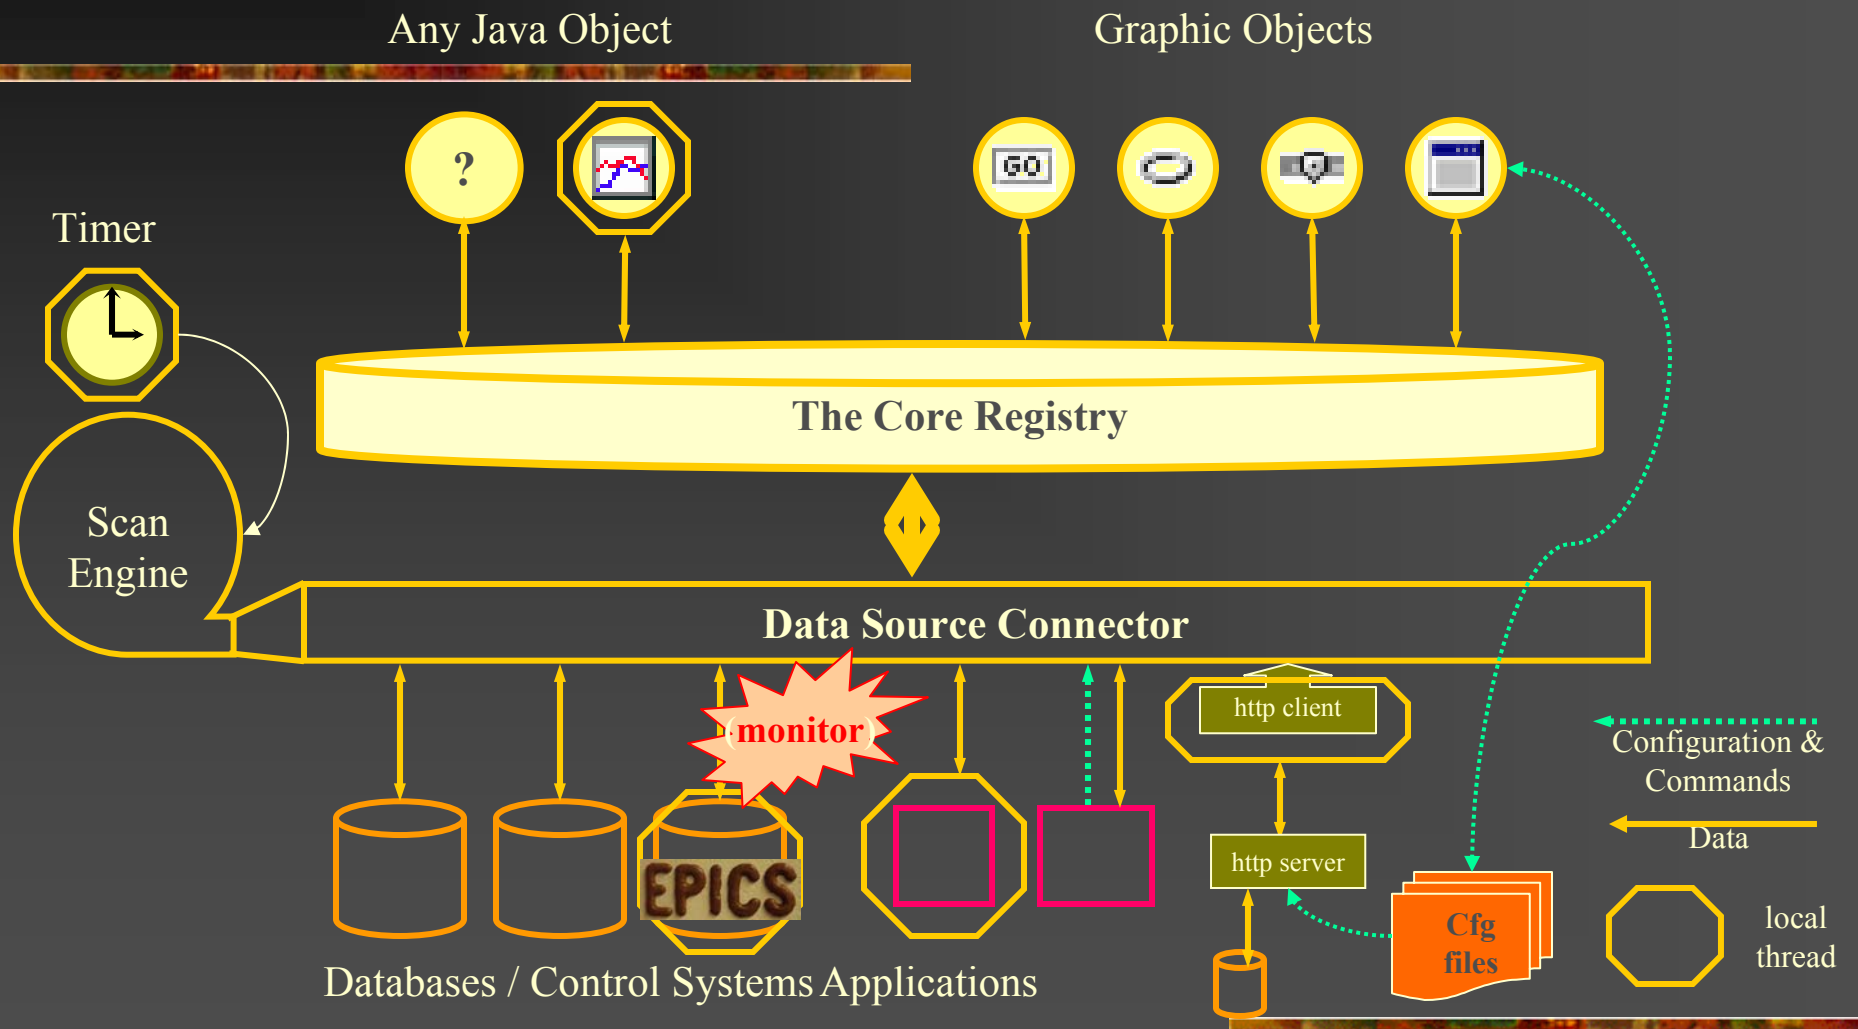 Any Java Object
Graphic Objects
?
GO
Timer
The Core Registry
Scan
Engine
Data Source Connector
(monitor)
http client
Configuration &
Commands
Data
http server
EPICS
Cfg
files
local
thread
Databases / Control Systems Applications